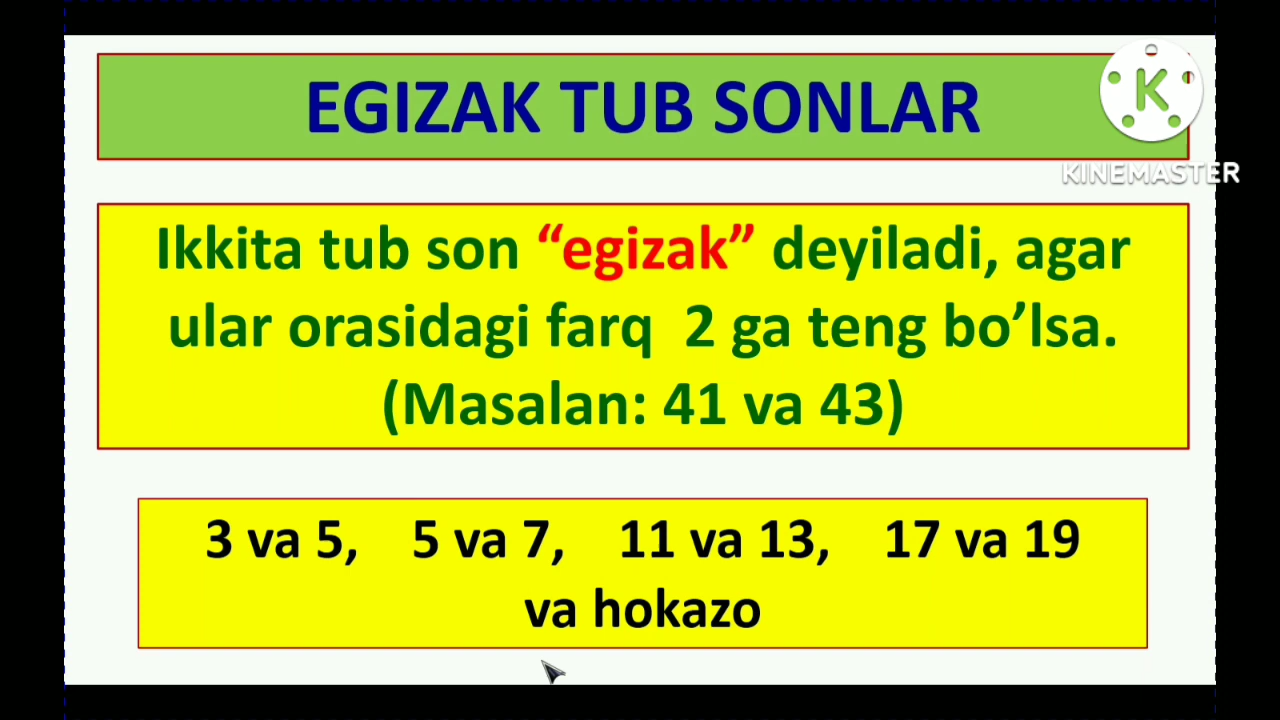 EGIZAK TUB SONLAR
K
KINEMASTER
Ikkita tub son “egizak” deyiladi, agar
ular orasidagi farq 2 ga teng bo’lsa.
(Masalan: 41 va 43)
3 va 5, 5 va 7, 11 va 13, 17 va 19
va hokazo